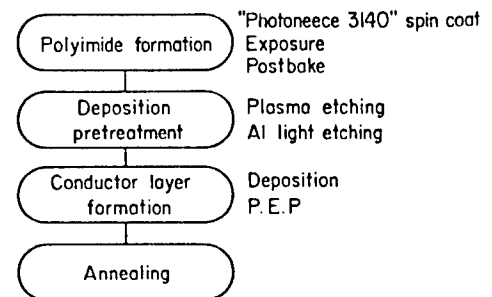 Polyimide formation
"Photoneece 3140" spin coat
Exposure
Postbake
Deposition
pretreatment
Plasma etching
Al light etching
Conductor layer
formation
Deposition
P.E.P
Annealing